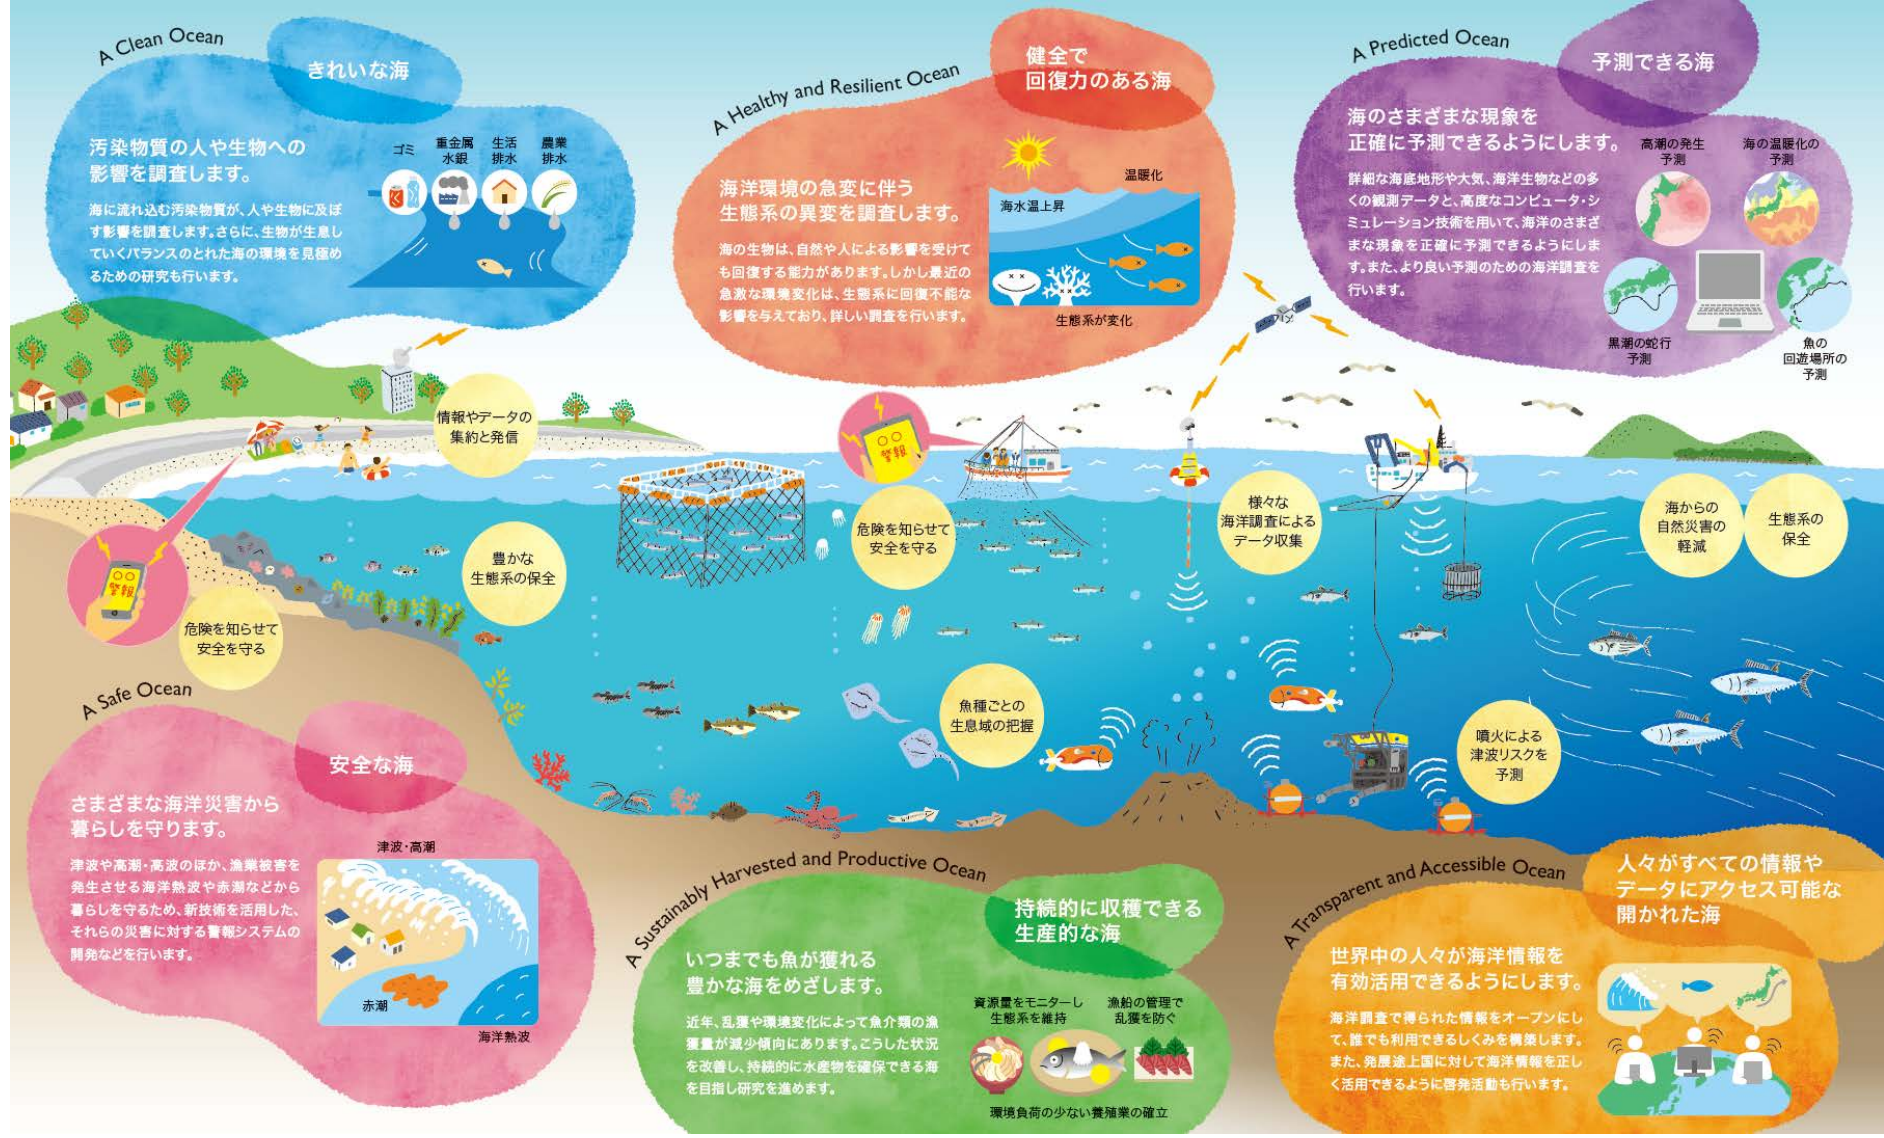 A Clean Ocean
きれいな海
汚染物質の人や生物への
影響を調査します。
海に流れ込む汚染物質が、人や生物に及ぼ
す影響を調査します。さらに、生物が生息し
ていくバランスのとれた海の環境を見極め
るための研究も行います。
ゴミ
重金属
水銀
生活
排水
農業
排水
A Healthy and Resilient Ocean
健全で
回復力のある海
海洋環境の急変に伴う
生態系の異変を調査します。
海の生物は、自然や人による影響を受けて
も回復する能力があります。しかし最近の
急激な環境変化は、生態系に回復不能な
影響を与えており、詳しい調査を行います。
温暖化
海水温上昇
生態系が変化
A Predicted Ocean
予測できる海
海のさまざまな現象を
正確に予測できるようにします。
詳細な海底地形や大気、海洋生物などの多
くの観測データと、高度なコンピュータ・シ
ミュレーション技術を用いて、海洋のさまざ
まな現象を正確に予測できるようにしま
す。また、より良い予測のための海洋調査を
行います。
高潮の発生
予測
海の温暖化の
予測
黒潮の蛇行
予測
魚の
回遊場所の
予測
情報やデータの
集約と発信
○○
警報
危険を知らせて
安全を守る
様々な
海洋調査による
データ収集
海からの
自然災害の
軽減
生態系の
保全
豊かな
生態系の保全
○○
警報
危険を知らせて
安全を守る
魚種ごとの
生息域の把握
噴火による
津波リスクを
予測
A Safe Ocean
安全な海
さまざまな海洋災害から
暮らしを守ります。
津波や高潮・高波のほか、漁業被害を
発生させる海洋熱波や赤潮などから
暮らしを守るため、新技術を活用した、
それらの災害に対する警報システムの
開発などを行います。
津波・高潮
赤潮
海洋熱波
A Sustainably Harvested and Productive Ocean
持続的に収穫できる
生産的な海
いつまでも魚が獲れる
豊かな海をめざします。
近年、乱獲や環境変化によって魚介類の漁
獲量が減少傾向にあります。こうした状況
を改善し、持続的に水産物を確保できる海
を目指し研究を進めます。
資源量をモニターし
生態系を維持
漁船の管理で
乱獲を防ぐ
環境負荷の少ない養殖業の確立
A Transparent and Accessible Ocean
人々がすべての情報や
データにアクセス可能な
開かれた海
世界中の人々が海洋情報を
有効活用できるようにします。
海洋調査で得られた情報をオープンにし
て、誰でも利用できるしくみを構築します。
また、発展途上国に対して海洋情報を正し
く活用できるように啓発活動も行います。